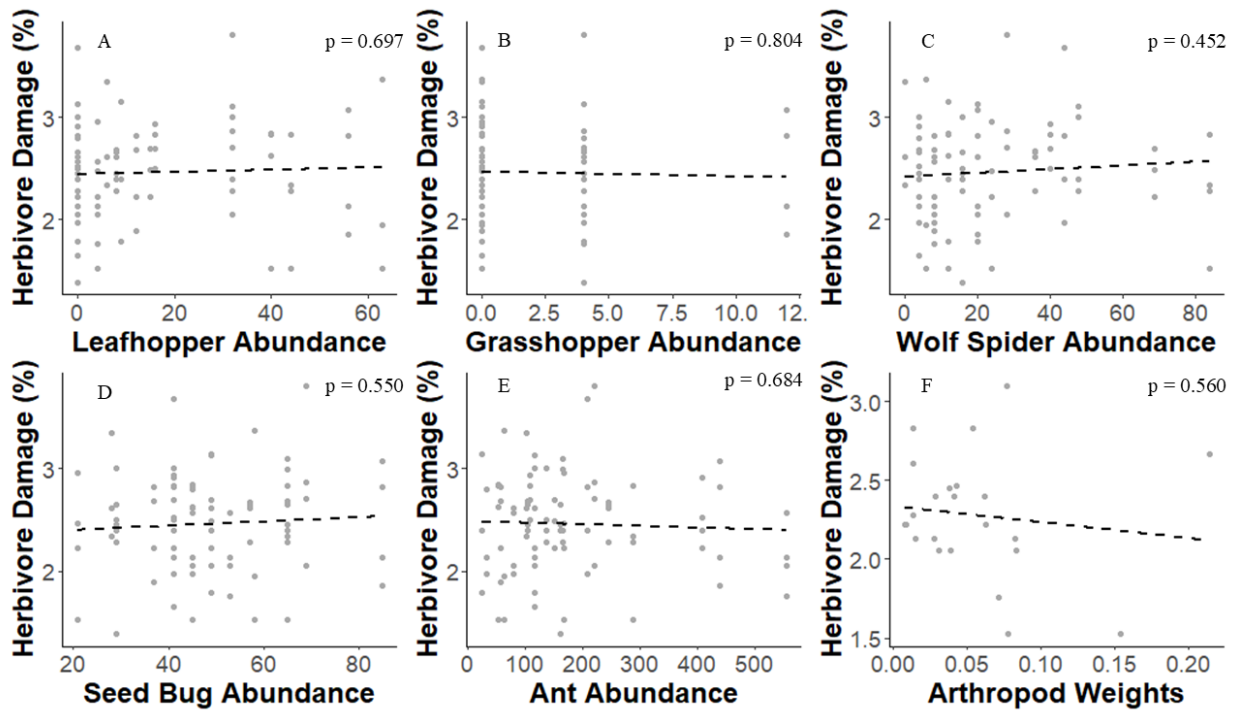 Herbivore Damage (%)
A
p = 0.697
3
2
0
20
40
60
Leafhopper Abundance
Herbivore Damage (%)
B
p = 0.804
3
2
0.0
2.5
5.0
7.5
10.0
12.
Grasshopper Abundance
Herbivore Damage (%)
C
p = 0.452
3
2
0
20
40
60
80
Wolf Spider Abundance
Herbivore Damage (%)
D
p = 0.550
3
2
20
40
60
80
Seed Bug Abundance
Herbivore Damage (%)
E
p = 0.684
3
2
0
100
200
300
400
500
Ant Abundance
Herbivore Damage (%)
F
p = 0.560
3.0
2.5
2.0
1.5
0.00
0.05
0.10
0.15
0.20
Arthropod Weights